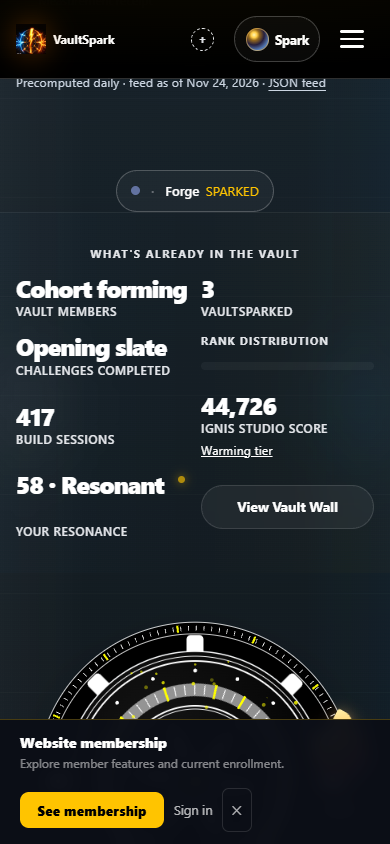 VaultSpark
+
Spark
Precomputed daily · feed as of Nov 24, 2026 · JSON feed
· Forge SPARKED
WHAT'S ALREADY IN THE VAULT
Cohort forming
VAULT MEMBERS
3
VAULTSPARKED
Opening slate
CHALLENGES COMPLETED
RANK DISTRIBUTION
417
BUILD SESSIONS
44,726
IGNIS STUDIO SCORE
Warming tier
58 · Resonant
YOUR RESONANCE
View Vault Wall
Website membership
Explore member features and current enrollment.
See membership
Sign in
×